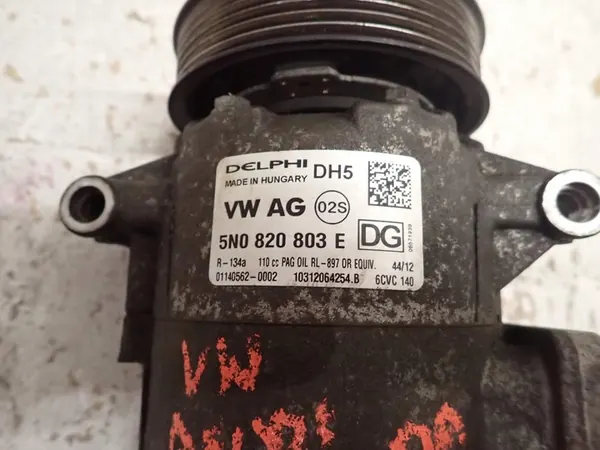 DELPHI DH5
MADE IN HUNGARY
VW AG 02S
5N0 820 803 E DG
08571939
R-134a 110 cc PAG OIL RL-897 OR EQUIV. 44/12
01140562-0002 10312064254.B 6CVC 140
VW